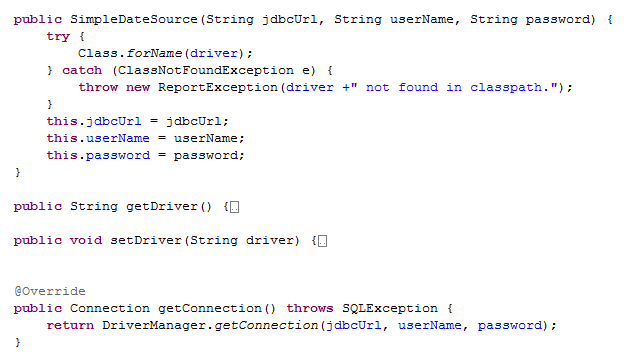 public SimpleDateSource(String jdbcUrl, String userName, String password) {
    try {
        Class.forName(driver);
    } catch (ClassNotFoundException e) {
        throw new ReportException(driver +" not found in classpath.");
    }
    this.jdbcUrl = jdbcUrl;
    this.userName = userName;
    this.password = password;
}
public String getDriver() {
public void setDriver(String driver) {
@Override
public Connection getConnection() throws SQLException {
    return DriverManager.getConnection(jdbcUrl, userName, password);
}